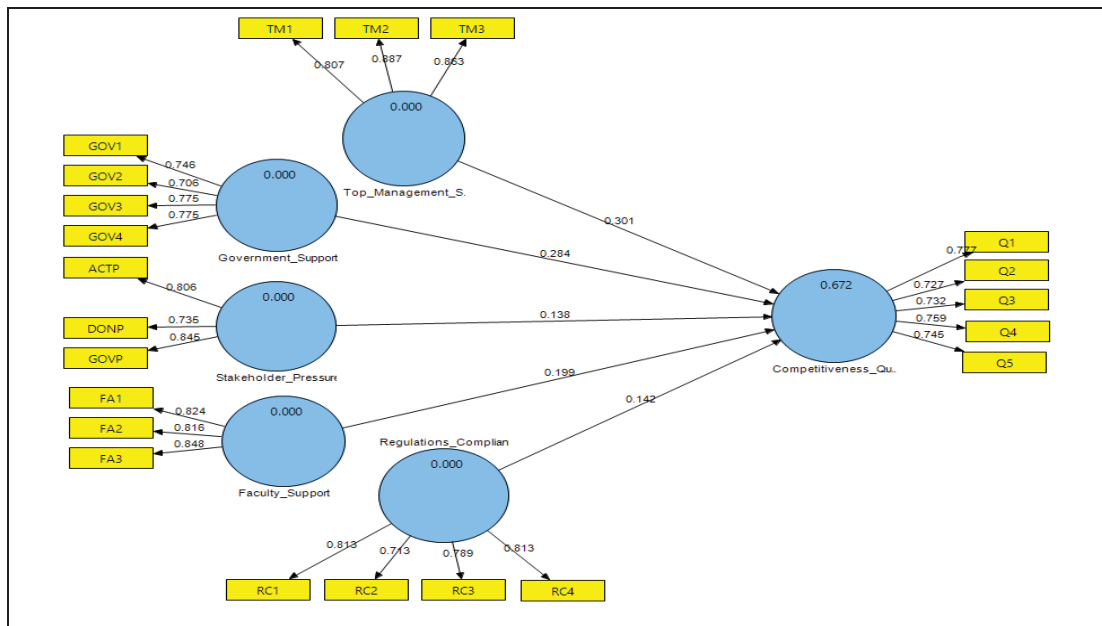 TM1 TM2 TM3
0.807 0.887 0.863
0.000
Top_Management_S.
GOV1
GOV2
GOV3
GOV4
0.746
0.706
0.775
0.775
0.000
Government_Support
ACTP
DONP
GOVP
0.806
0.735
0.845
0.000
Stakeholder_Pressure
FA1
FA2
FA3
0.824
0.816
0.848
0.000
Faculty_Support
Regulations_Complian
0.000
0.813 0.713 0.789 0.813
RC1 RC2 RC3 RC4
0.301
0.284
0.138
0.199
0.142
0.672
Competitiveness_Qu..
0.777
0.727
0.732
0.759
0.745
Q1
Q2
Q3
Q4
Q5